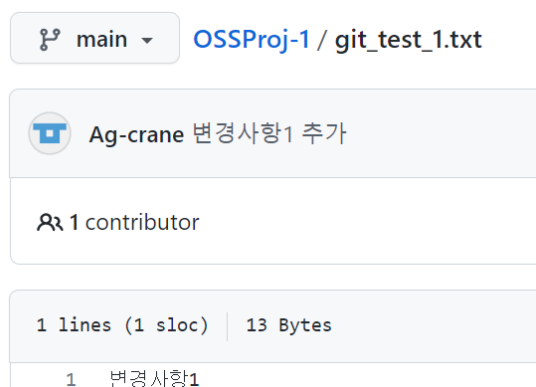 main
OSSProj-1 / git_test_1.txt
Ag-crane 변경사항1 추가
1 contributor
1 lines (1 sloc) 13 Bytes
1 변경사항1